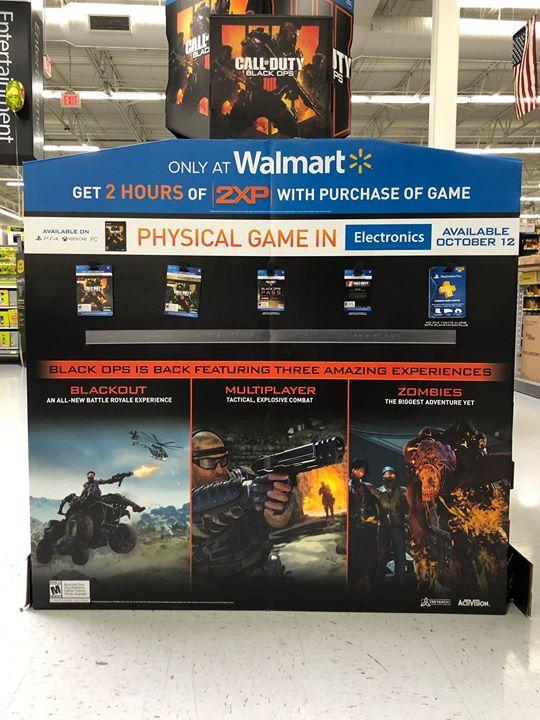 Entertainment
EXIT
CALL OF DUTY
BLACK OPS
IIII
ONLY AT Walmart
GET 2 HOURS OF 2XP WITH PURCHASE OF GAME
AVAILABLE ON
PS4 XBOX ONE PC
PHYSICAL GAME IN Electronics AVAILABLE
OCTOBER 12
BLACK OPS IS BACK FEATURING THREE AMAZING EXPERIENCES
BLACKOUT
AN ALL-NEW BATTLE ROYALE EXPERIENCE
MULTIPLAYER
TACTICAL, EXPLOSIVE COMBAT
ZOMBIES
THE BIGGEST ADVENTURE YET
M
TREYARCH ACTIVISION